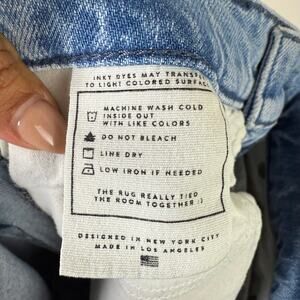 INKY DYES MAY TRANSFER
TO LIGHT COLORED SURFAC
MACHINE WASH COLD
INSIDE OUT
WITH LIKE COLORS
DO NOT BLEACH
LINE DRY
LOW IRON IF NEEDED
THE RUG REALLY TIED
THE ROOM TOGETHER :)
DESIGNED IN NEW YORK CITY
MADE IN LOS ANGELES